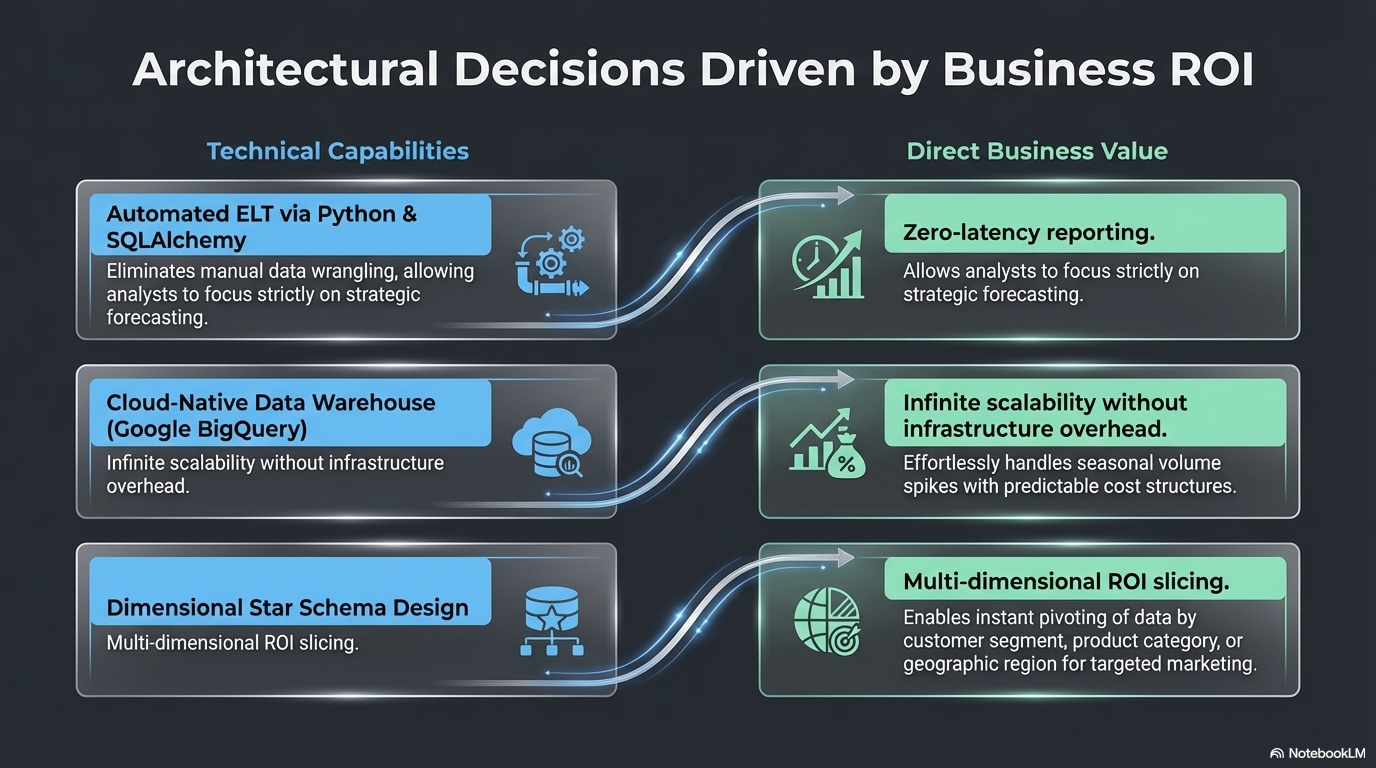 Architectural Decisions Driven by Business ROI
Technical Capabilities
Automated ELT via Python &
SQLAlchemy
Eliminates manual data wrangling, allowing
analysts to focus strictly on strategic
forecasting.
Cloud-Native Data Warehouse
(Google BigQuery)
Infinite scalability without infrastructure
overhead.
Dimensional Star Schema Design
Multi-dimensional ROI slicing.
Direct Business Value
Zero-latency reporting.
Allows analysts to focus strictly on
strategic forecasting.
Infinite scalability without
infrastructure overhead.
%
Effortlessly handles seasonal volume
spikes with predictable cost structures.
Multi-dimensional ROI slicing.
Enables instant pivoting of data by
customer segment, product category, or
geographic region for targeted marketing.
NotebookLM